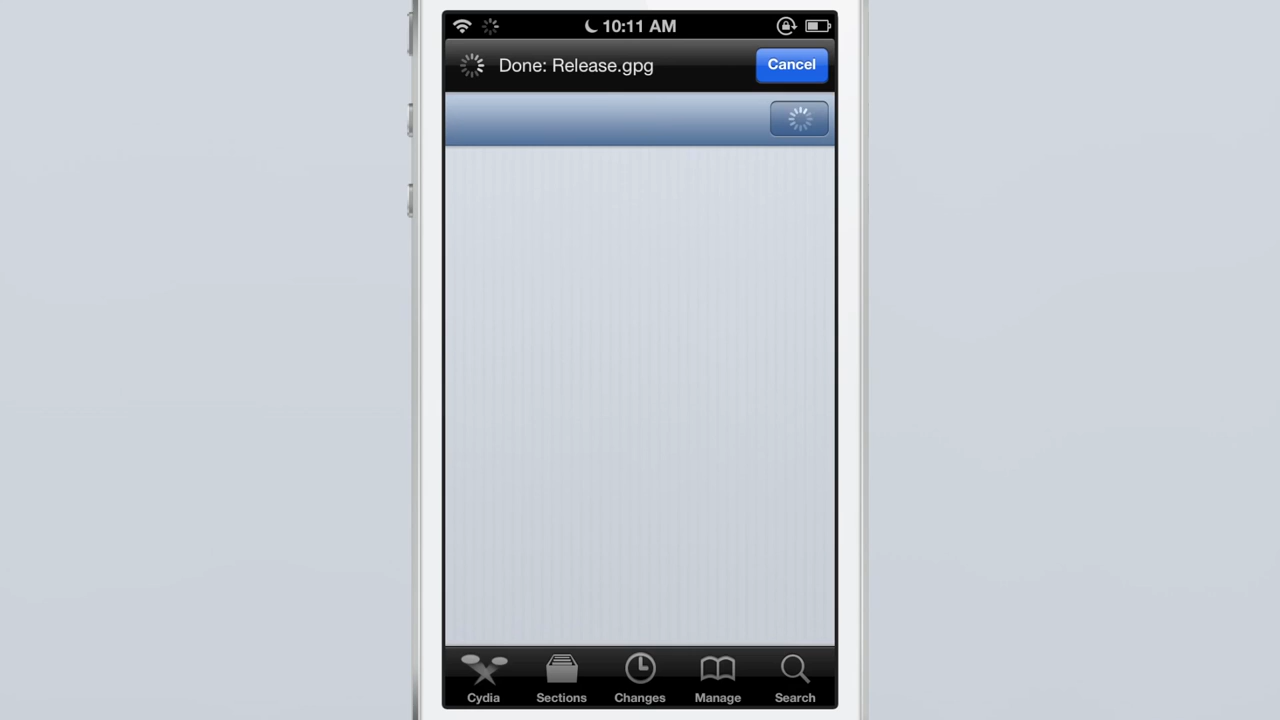 10:11 AM
Done: Release.gpg
Cancel
Cydia
Sections
Changes
Manage
Search